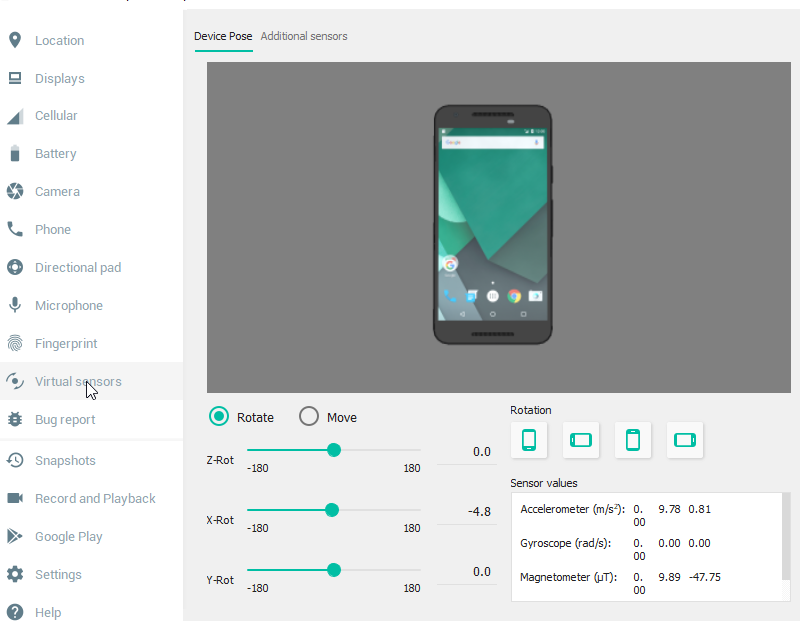 Location
Displays
Cellular
Battery
Camera
Phone
Directional pad
Microphone
Fingerprint
Virtual sensors
Bug report
Snapshots
Record and Playback
Google Play
Settings
Help
Device Pose Additional sensors
Google
Rotate Move
Z-Rot -180 180 0.0
X-Rot -180 180 -4.8
Y-Rot -180 180 0.0
Rotation
Sensor values
Accelerometer (m/s²): 0.00 9.78 0.81
Gyroscope (rad/s): 0.00 0.00 0.00
Magnetometer (μT): 0.00 9.89 -47.75